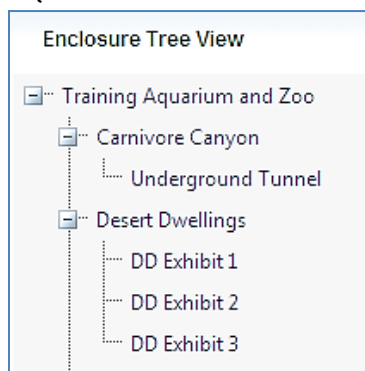 Enclosure Tree View
Training Aquarium and Zoo
Carnivore Canyon
Underground Tunnel
Desert Dwellings
DD Exhibit 1
DD Exhibit 2
DD Exhibit 3